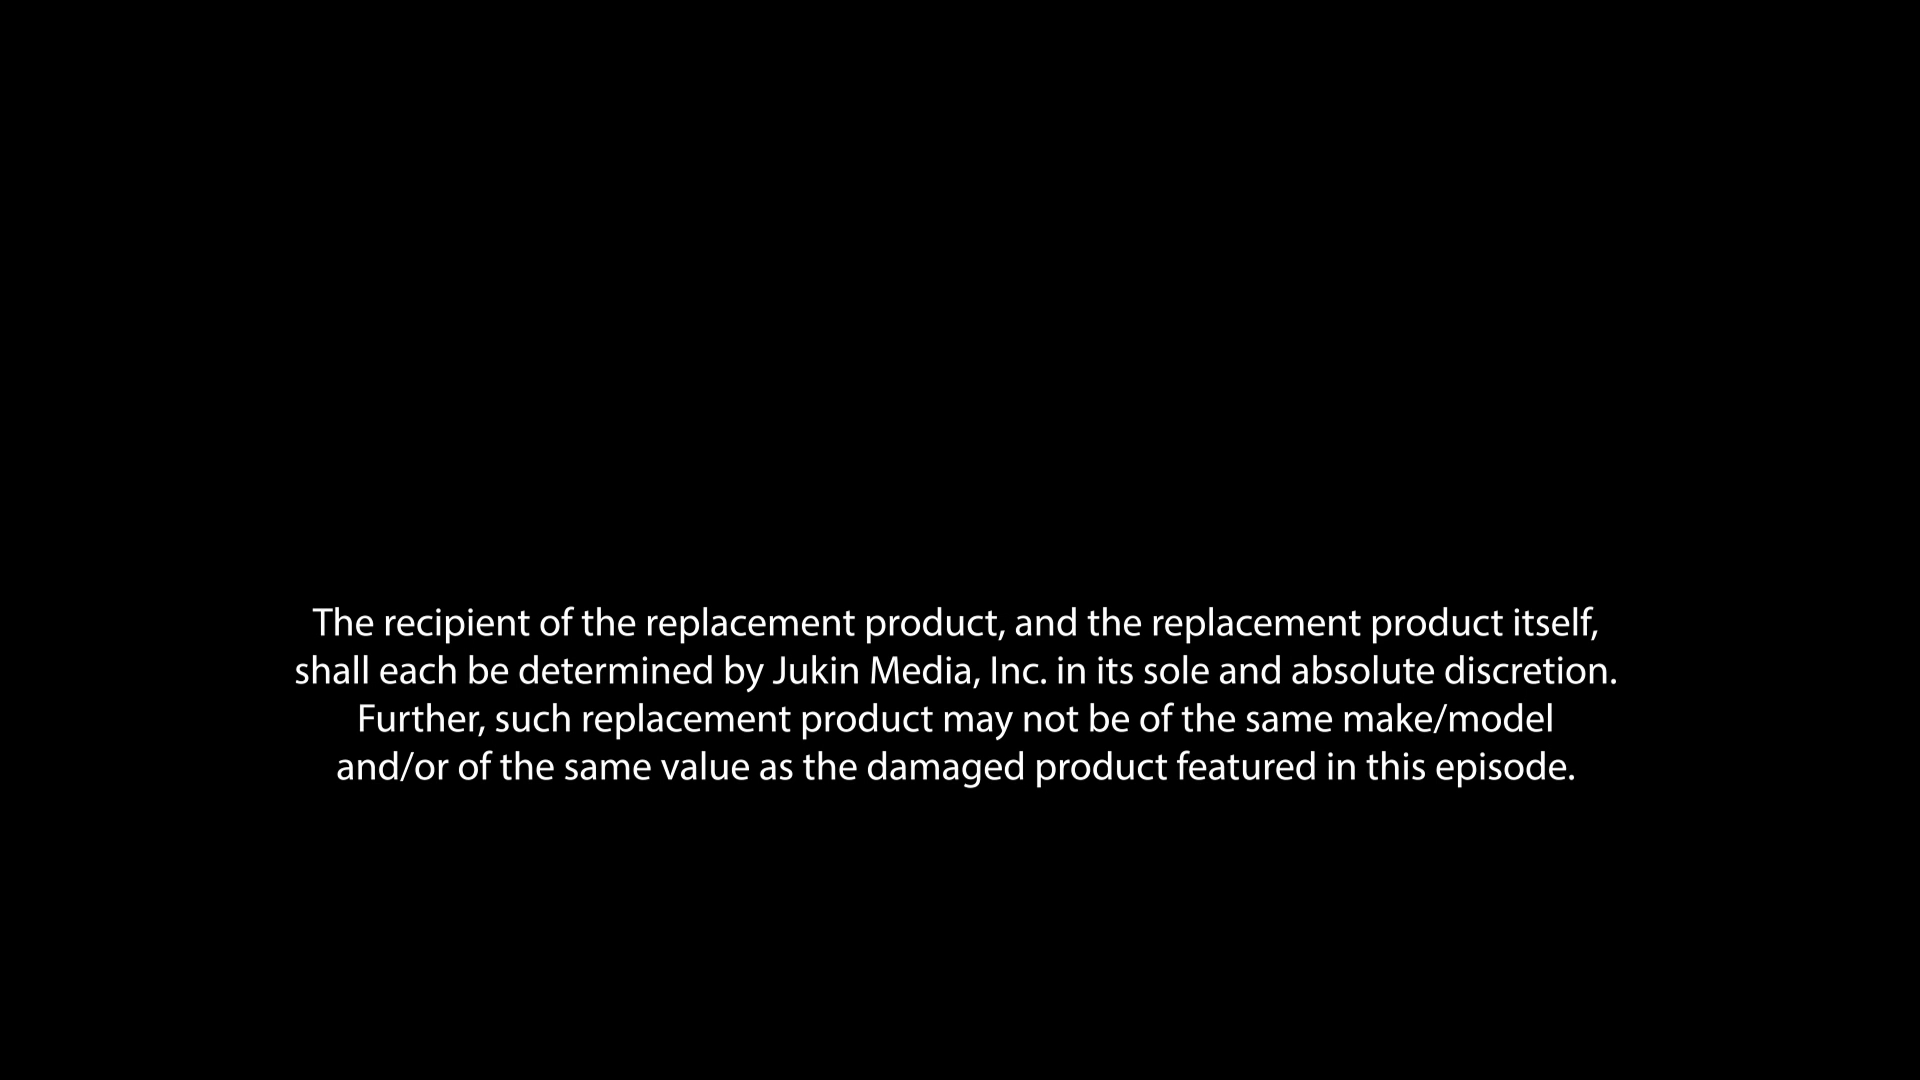 The recipient of the replacement product, and the replacement product itself,
shall each be determined by Jukin Media, Inc. in its sole and absolute discretion.
Further, such replacement product may not be of the same make/model
and/or of the same value as the damaged product featured in this episode.